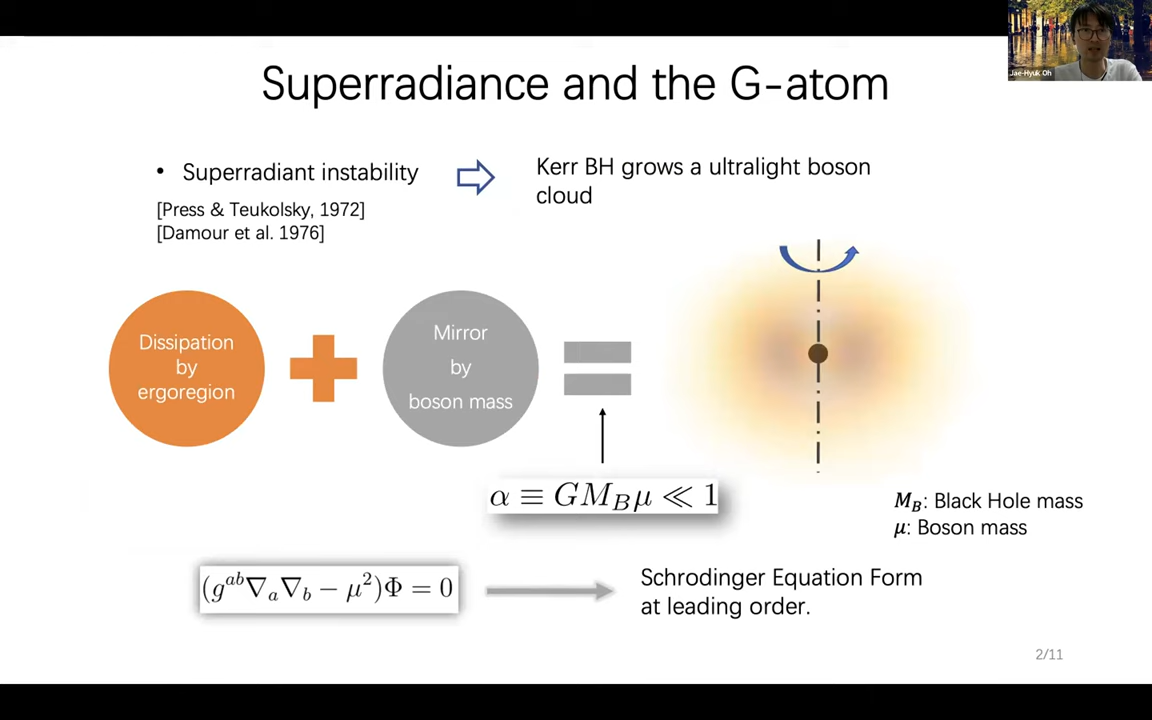 Jae-Hyuk Oh
Superradiance and the G-atom
• Superradiant instability
[Press & Teukolsky, 1972]
[Damour et al. 1976]
Kerr BH grows a ultralight boson
cloud
Dissipation
by
ergoregion
Mirror
by
boson mass
α ≡ GM_Bμ ≪ 1
M_B: Black Hole mass
μ: Boson mass
(g^{ab}∇_a∇_b − μ²)Φ = 0
Schrodinger Equation Form
at leading order.
2/11